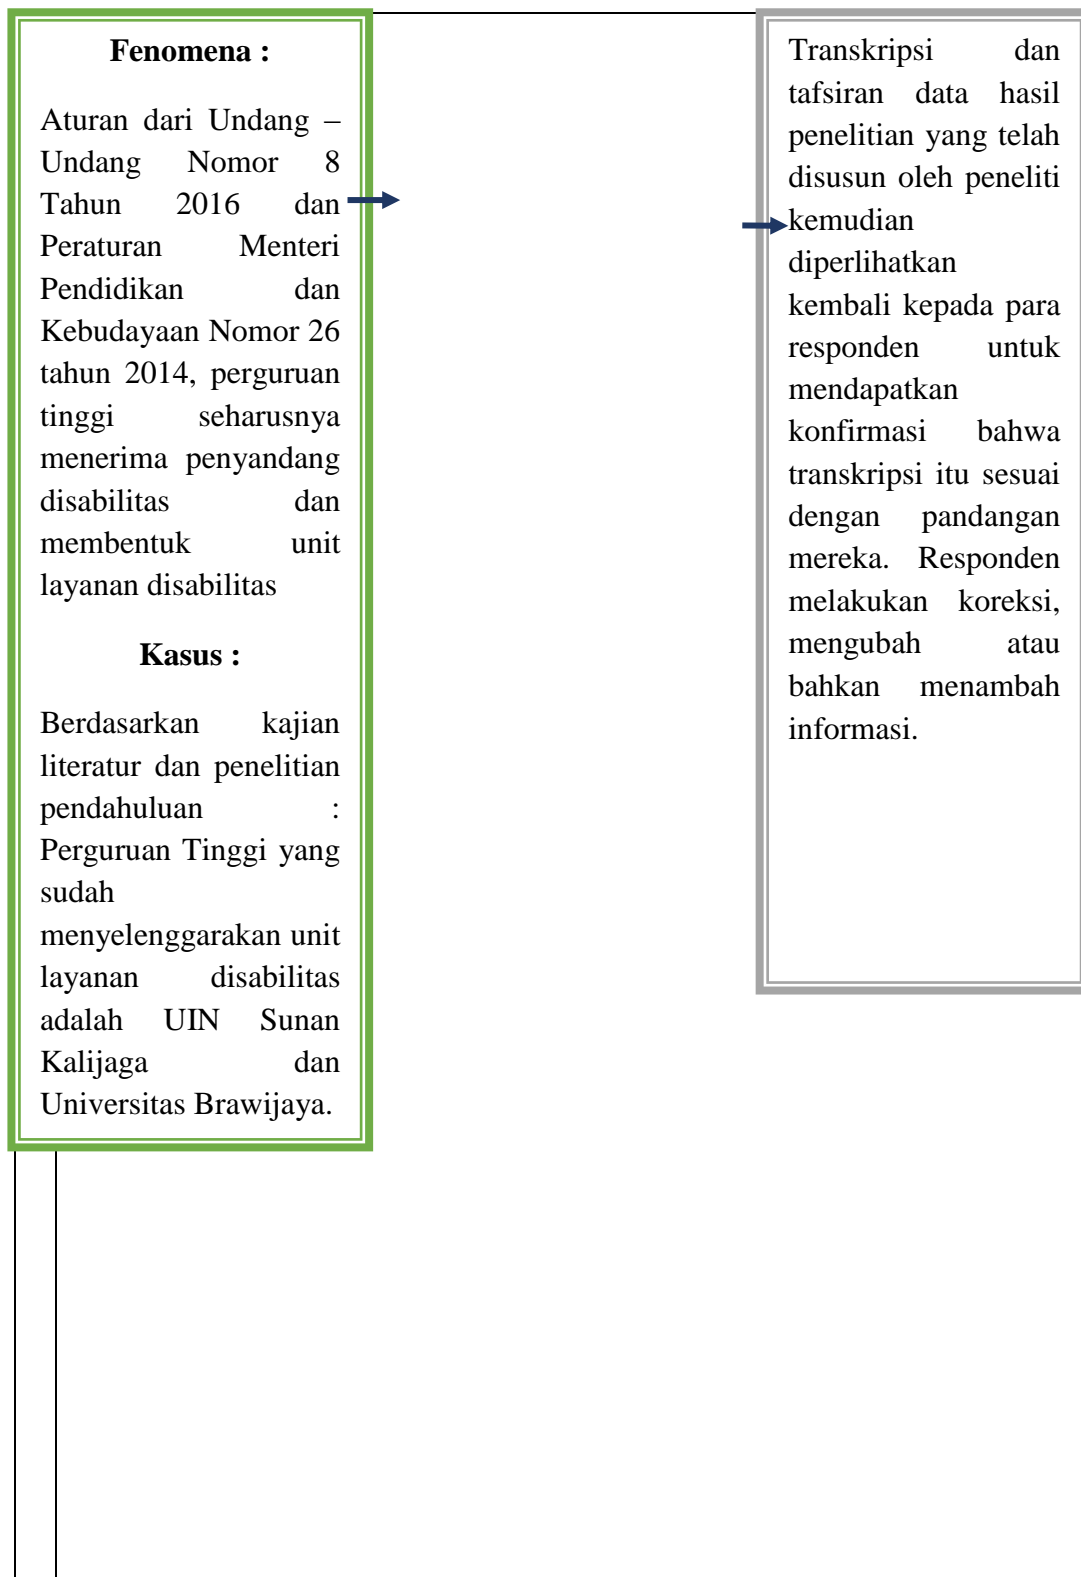 Fenomena :
Aturan dari Undang –
Undang Nomor 8
Tahun 2016 dan
Peraturan Menteri
Pendidikan dan
Kebudayaan Nomor 26
tahun 2014, perguruan
tinggi seharusnya
menerima penyandang
disabilitas dan
membentuk unit
layanan disabilitas
Kasus :
Berdasarkan kajian
literatur dan penelitian
pendahuluan :
Perguruan Tinggi yang
sudah
menyelenggarakan unit
layanan disabilitas
adalah UIN Sunan
Kalijaga dan
Universitas Brawijaya.
Transkripsi dan
tafsiran data hasil
penelitian yang telah
disusun oleh peneliti
kemudian
diperlihatkan
kembali kepada para
responden untuk
mendapatkan
konfirmasi bahwa
transkripsi itu sesuai
dengan pandangan
mereka. Responden
melakukan koreksi,
mengubah atau
bahkan menambah
informasi.